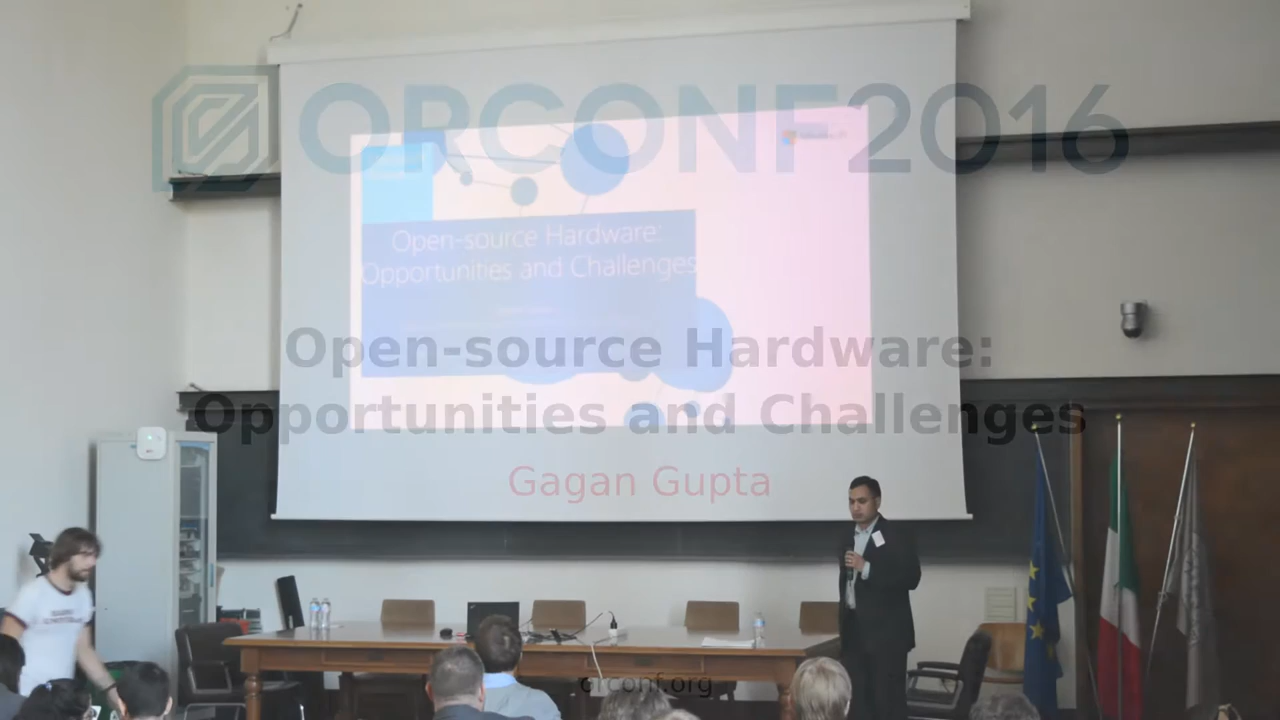 ORCONF2016
Open-source Hardware:
Opportunities and Challenges
Open-source Hardware:
Opportunities and Challenges
Gagan Gupta
orconf.org